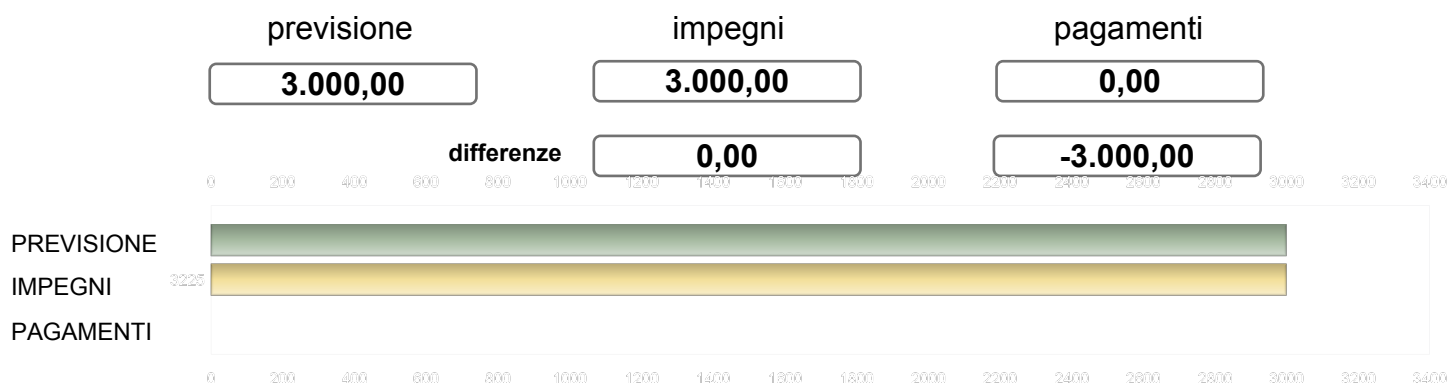 previsione impegni pagamenti
3.000,00 3.000,00 0,00
differenze 0,00 -3.000,00
0 200 400 600 800 1000 1200 1400 1600 1800 2000 2200 2400 2600 2800 3000 3200 3400
PREVISIONE
3225
IMPEGNI
PAGAMENTI
0 200 400 600 800 1000 1200 1400 1600 1800 2000 2200 2400 2600 2800 3000 3200 3400